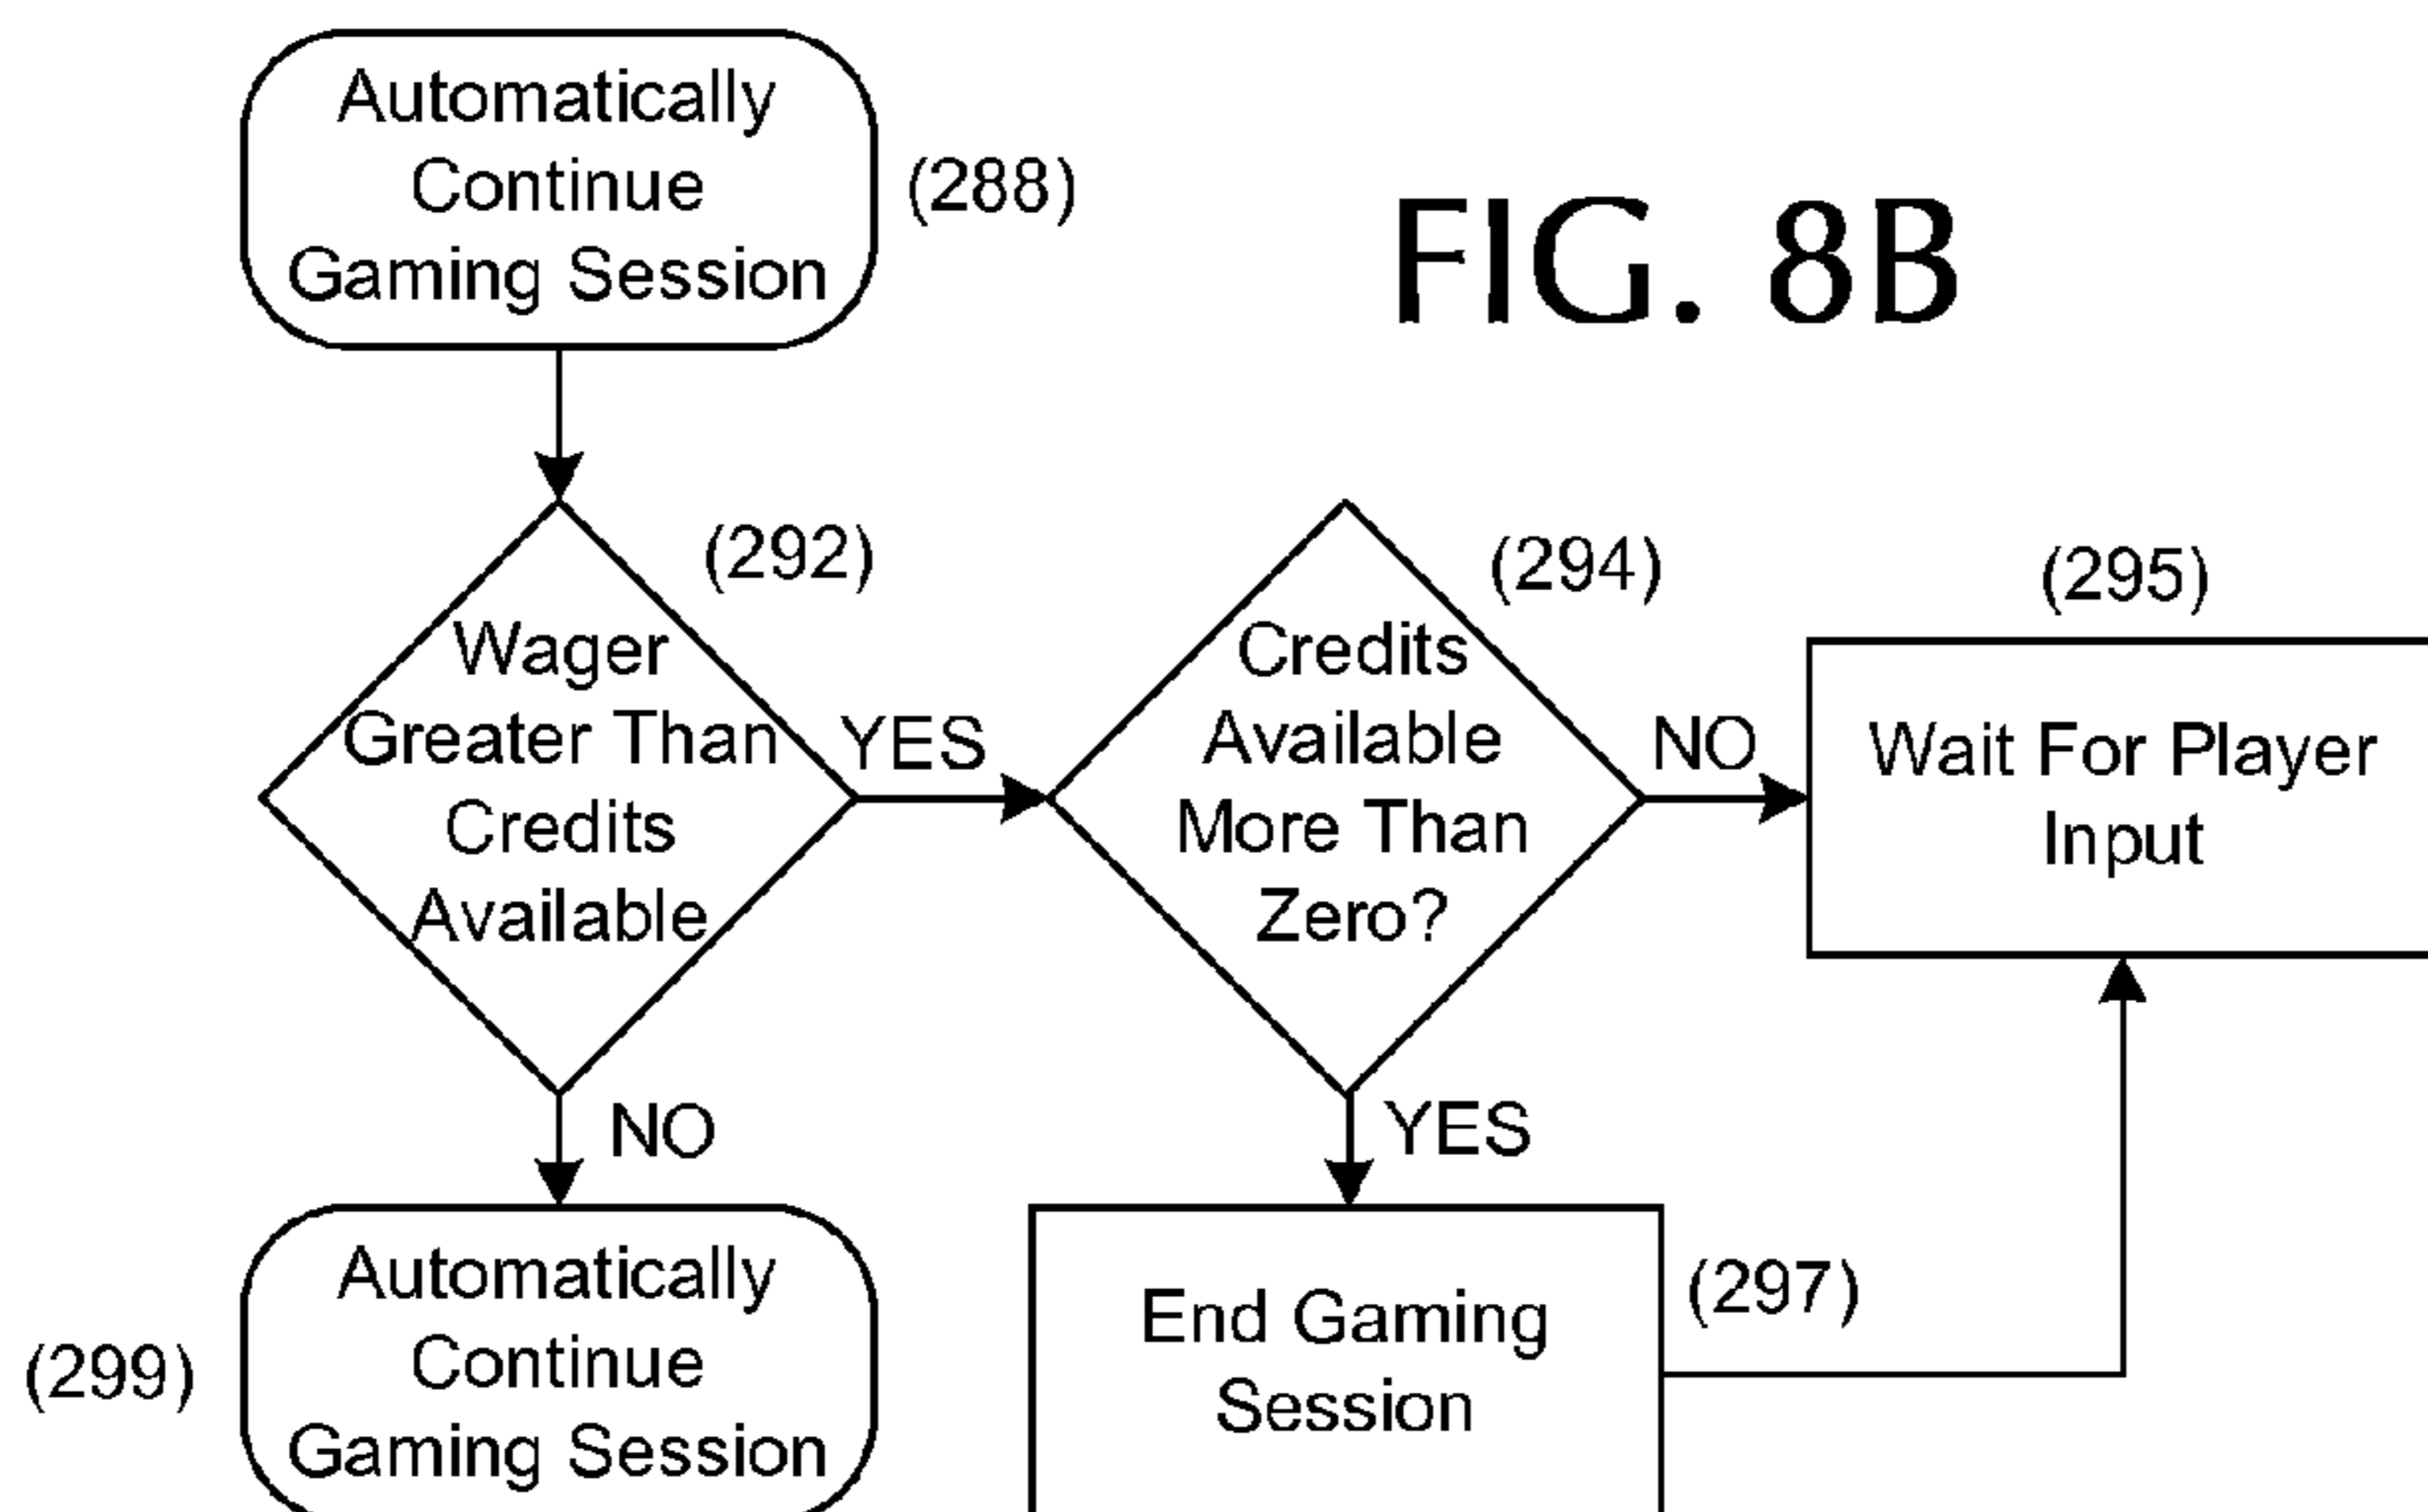 Automatically
Continue
Gaming Session
(288)
FIG. 8B
(292)
Wager
Greater Than
Credits
Available
YES
(294)
Credits
Available
More Than
Zero?
NO
(295)
Wait For Player
Input
NO
YES
(299)
Automatically
Continue
Gaming Session
End Gaming
Session
(297)